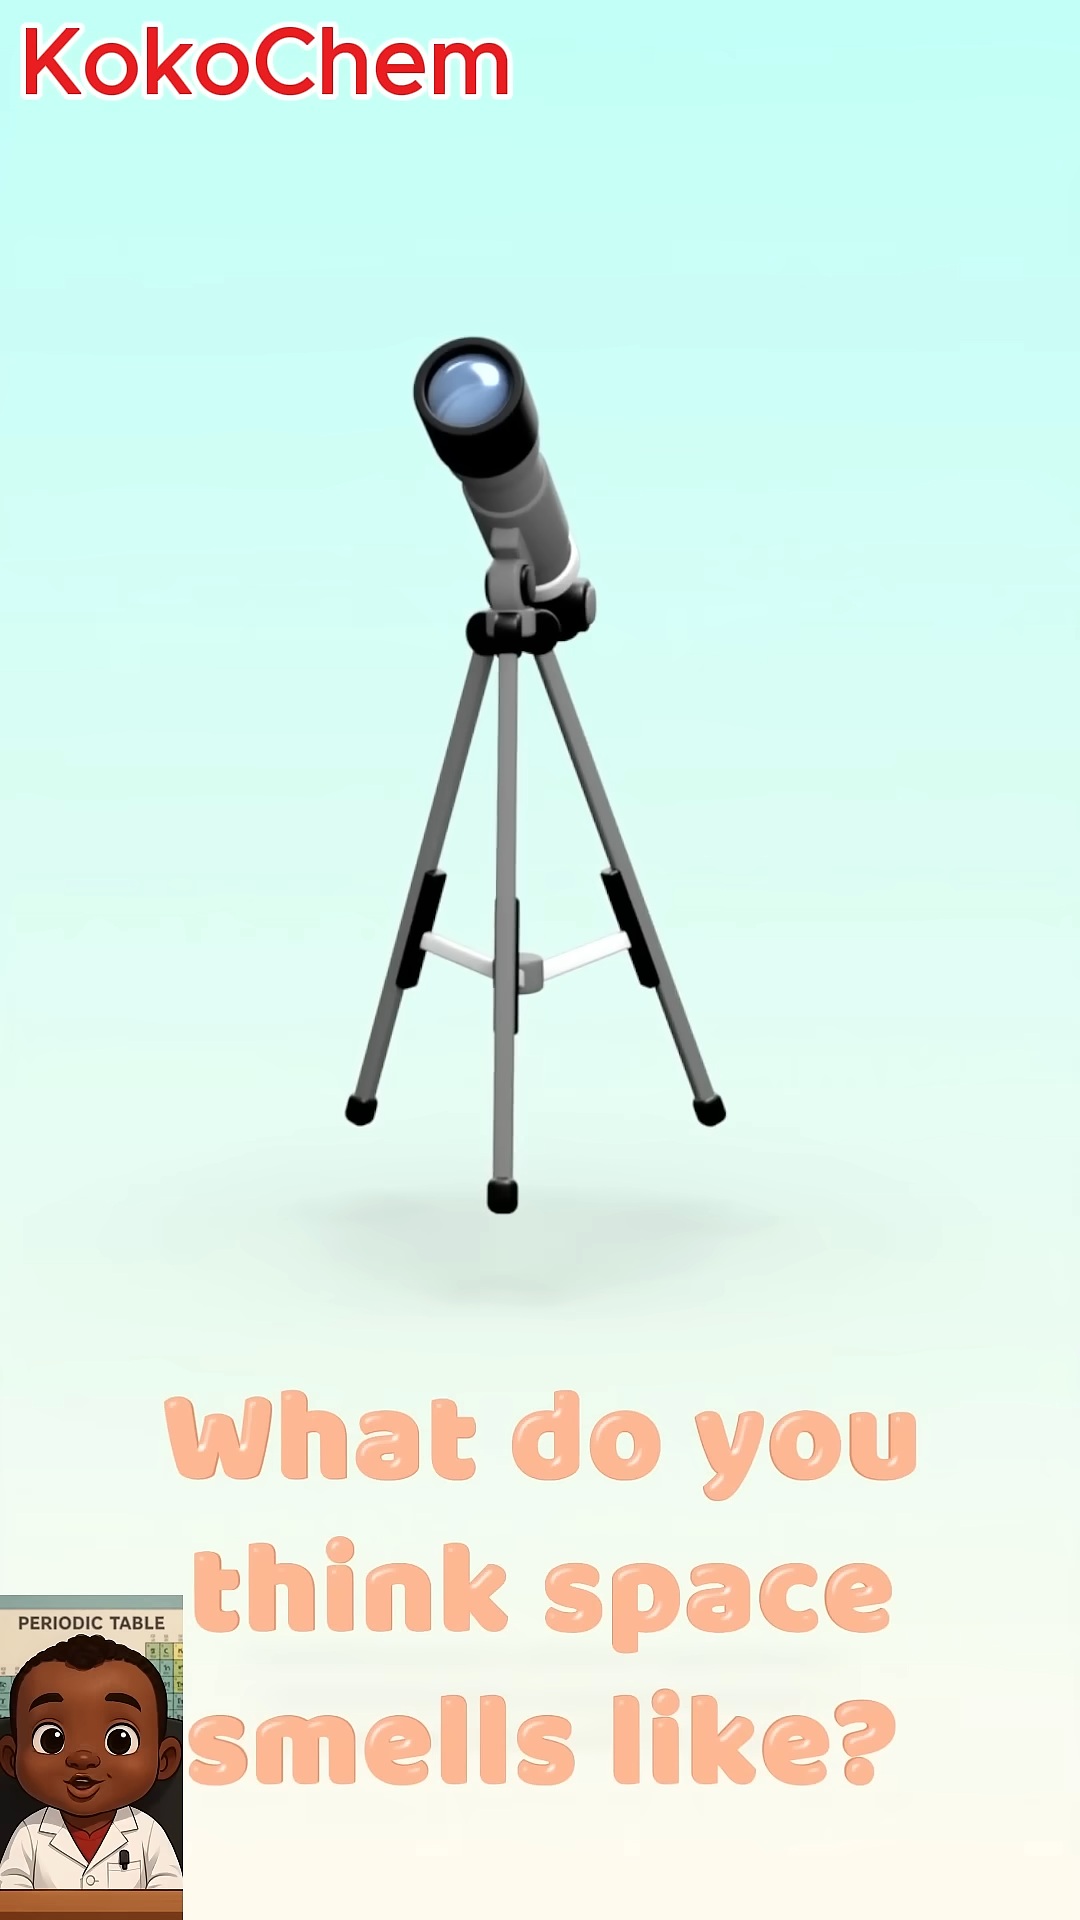 KokoChem
What do you
think space
smells like?
PERIODIC TABLE